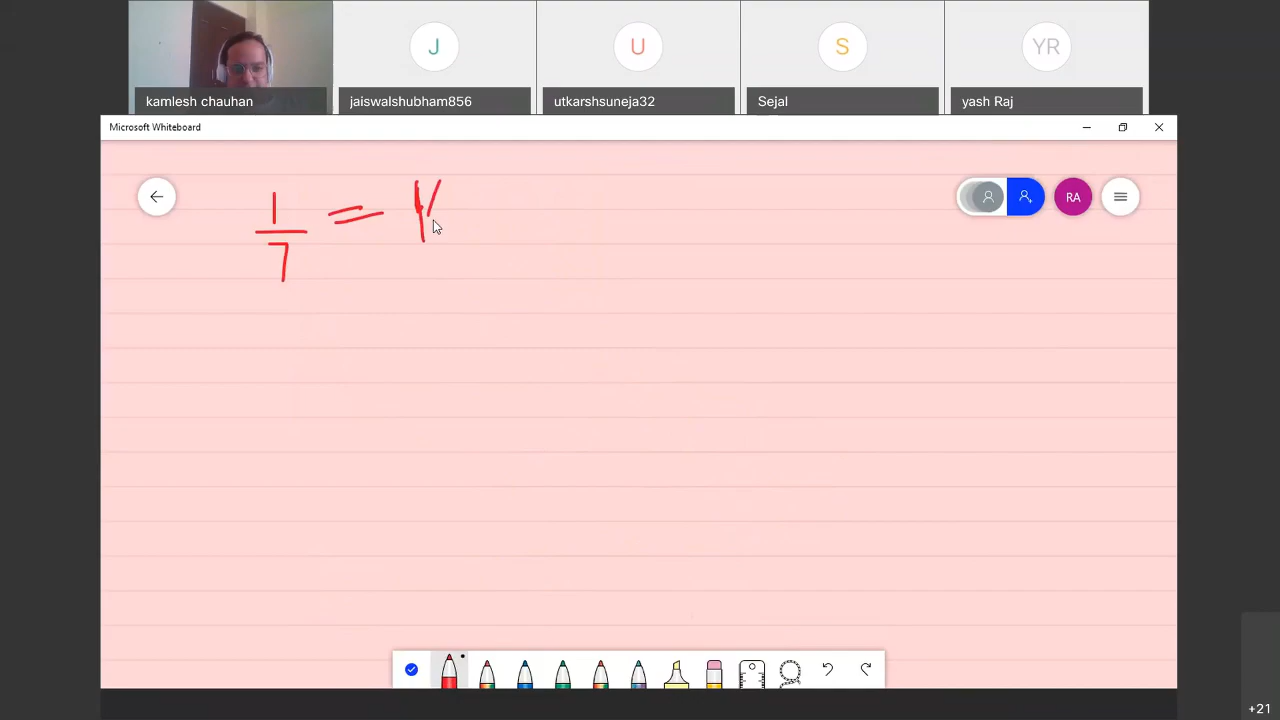 J U S YR
kamlesh chauhan jaiswalshubham856 utkarshsuneja32 Sejal yash Raj
Microsoft Whiteboard
RA
1
=
7
+21